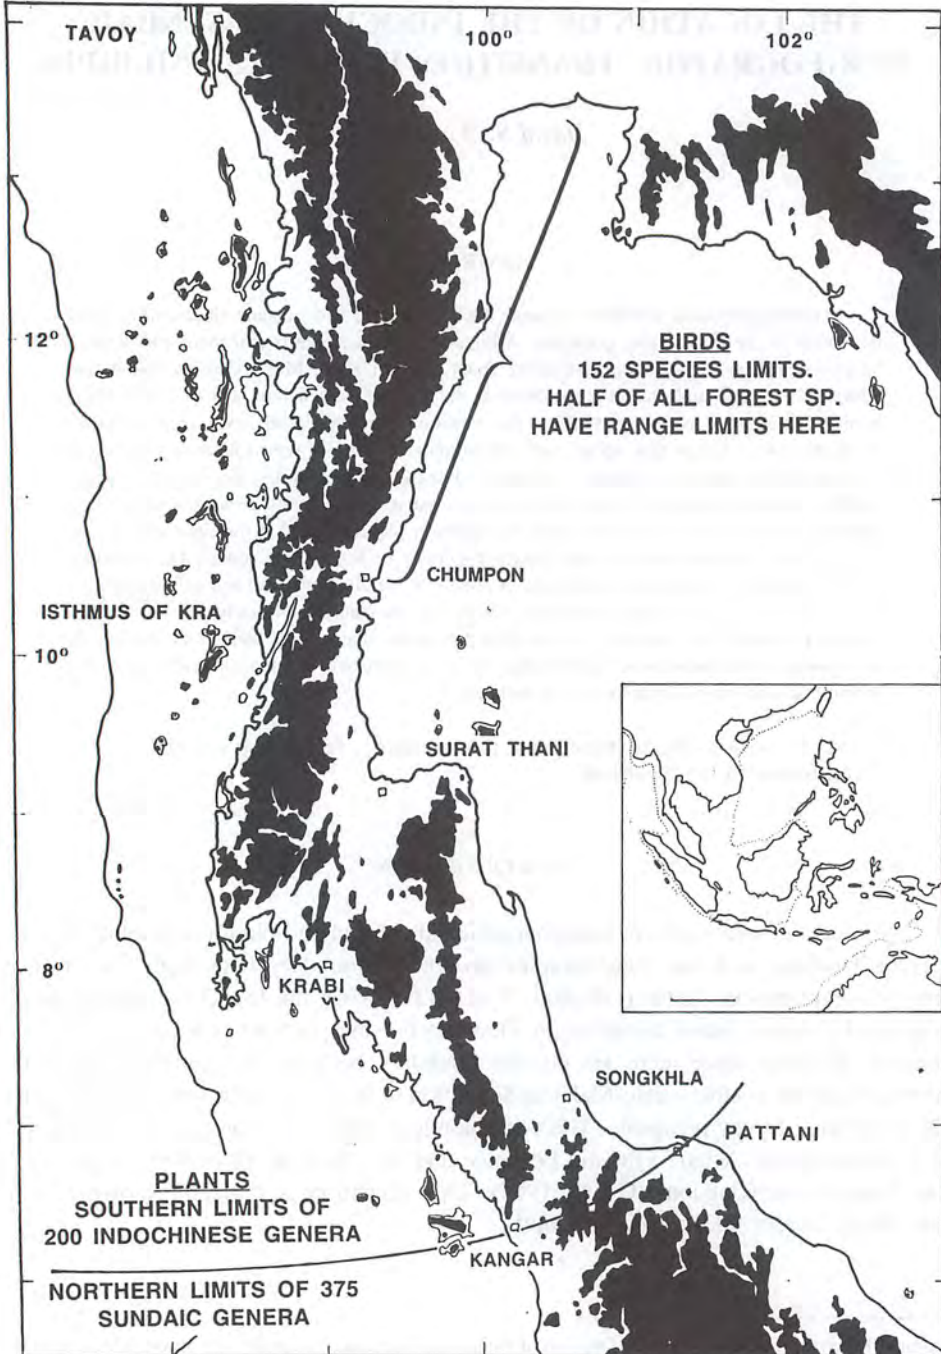 TAVOY
100°
102°
12°
BIRDS
152 SPECIES LIMITS.
HALF OF ALL FOREST SP.
HAVE RANGE LIMITS HERE
CHUMPON
ISTHMUS OF KRA
10°
SURAT THANI
8°
KRABI
SONGKHLA
PATTANI
PLANTS
SOUTHERN LIMITS OF
200 INDOCHINESE GENERA
KANGAR
NORTHERN LIMITS OF 375
SUNDAIC GENERA